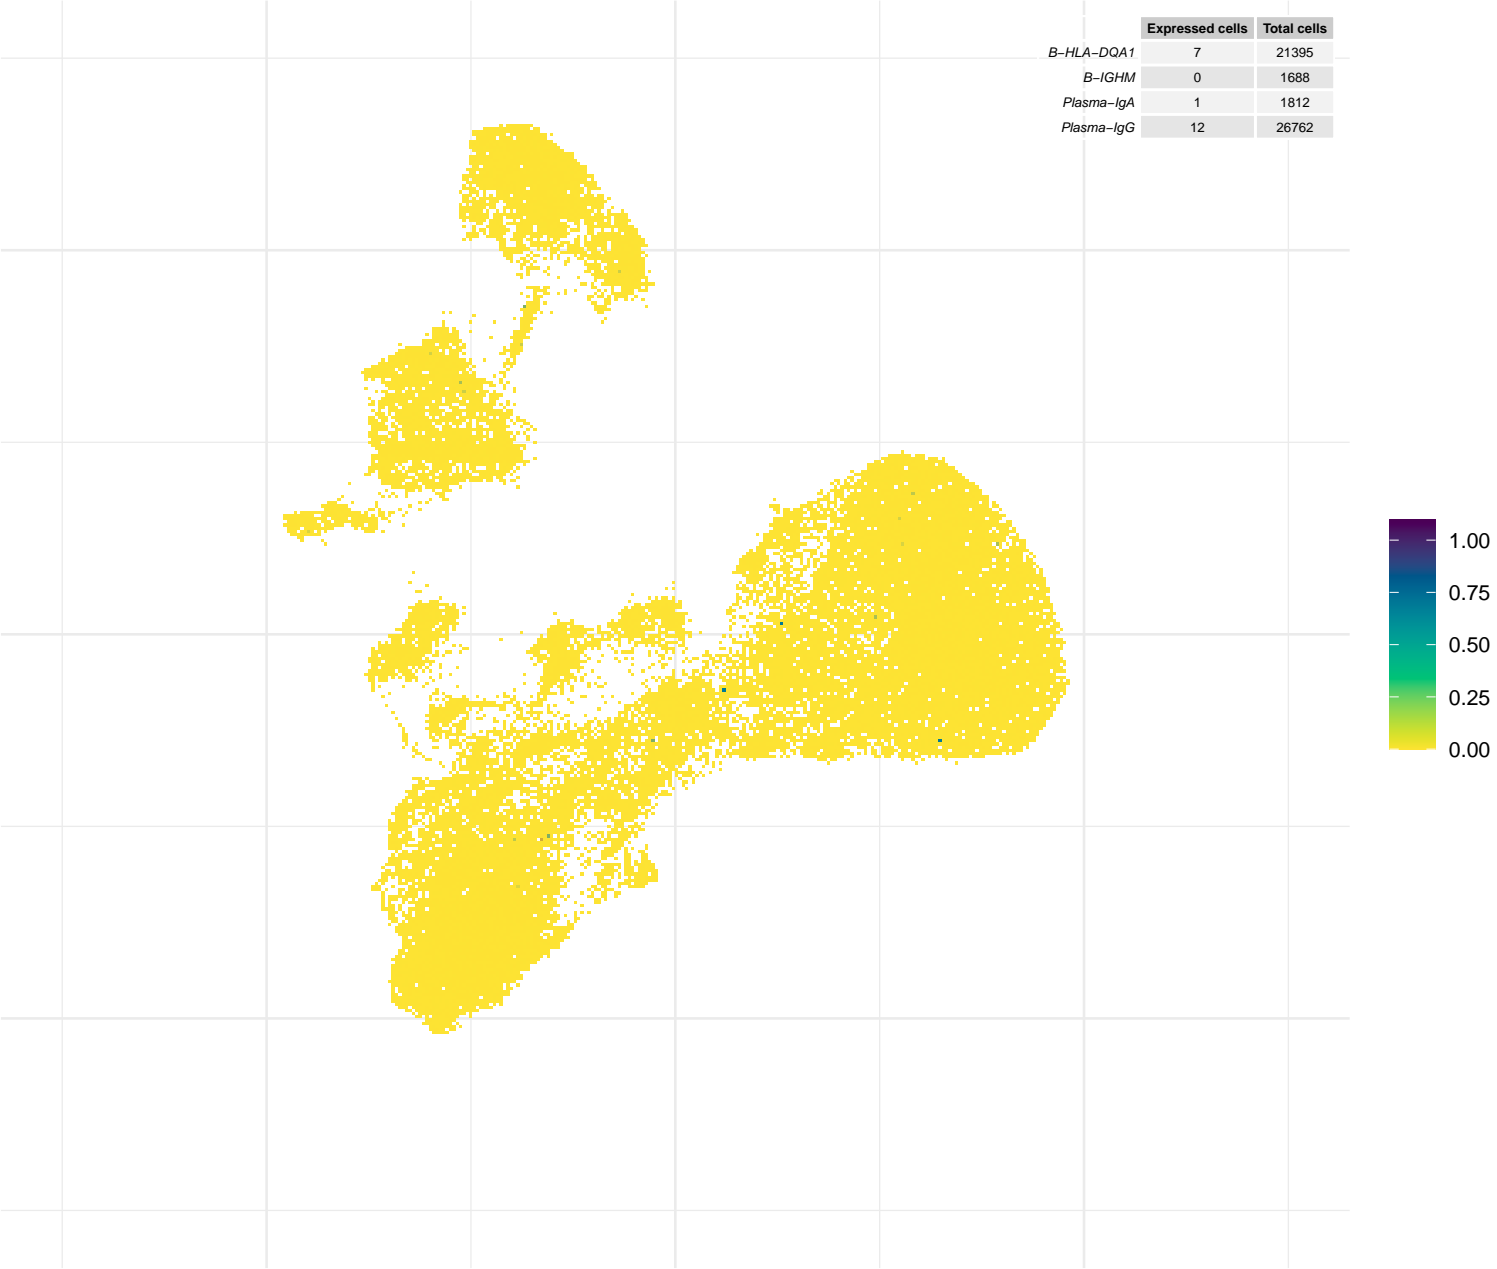 Expressed cells Total cells
B−HLA−DQA1 7 21395
B−IGHM 0 1688
Plasma−IgA 1 1812
Plasma−IgG 12 26762
1.00
0.75
0.50
0.25
0.00